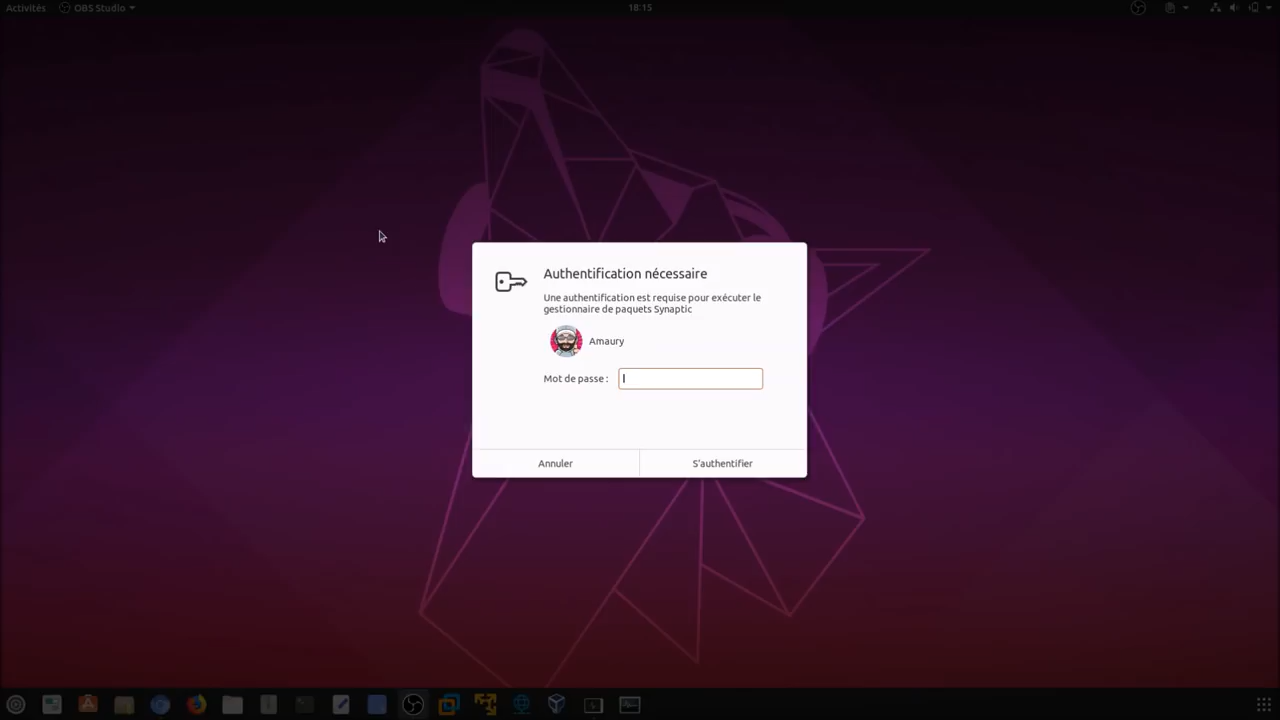 Activités
OBS Studio
18:15
Authentification nécessaire
Une authentification est requise pour exécuter le
gestionnaire de paquets Synaptic
Amaury
Mot de passe :
Annuler
S'authentifier